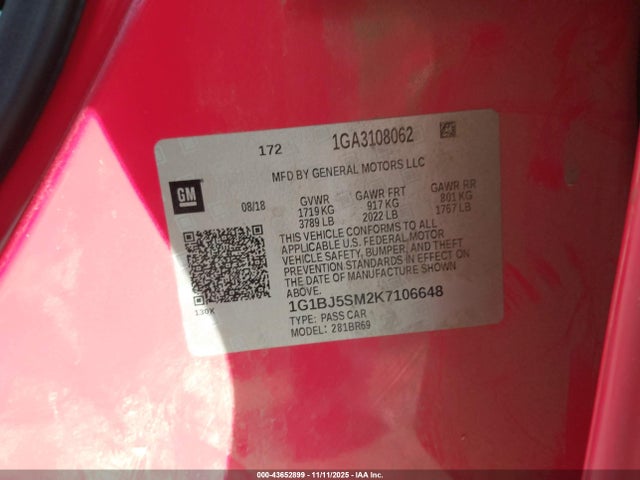 172 1GA3108062
MFD BY GENERAL MOTORS LLC
GM
08/18
GVWR GAWR FRT GAWR RR
1719 KG 917 KG 801 KG
3789 LB 2022 LB 1767 LB
THIS VEHICLE CONFORMS TO ALL
APPLICABLE U.S. FEDERAL MOTOR
VEHICLE SAFETY, BUMPER, AND THEFT
PREVENTION STANDARDS IN EFFECT ON
THE DATE OF MANUFACTURE SHOWN
ABOVE.
1G1BJ5SM2K7106648
130X
TYPE: PASS CAR
MODEL: 281BR69
000-43652899 - 11/11/2025 - IAA Inc.